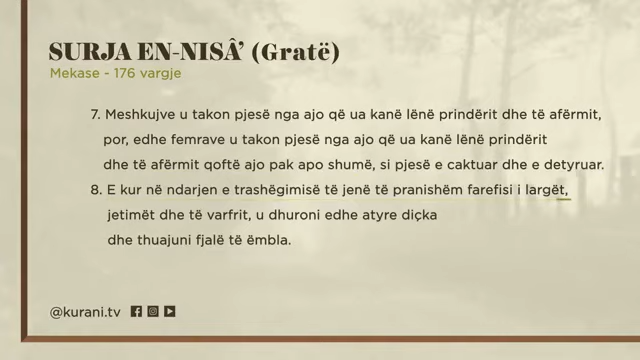 SURJA EN-NISÂ’ (Gratë)
Mekase - 176 vargje
7. Meshkujve u takon pjesë nga ajo që ua kanë lënë prindërit dhe të afërmit,
por, edhe femrave u takon pjesë nga ajo që ua kanë lënë prindërit
dhe të afërmit qoftë ajo pak apo shumë, si pjesë e caktuar dhe e detyruar.
8. E kur në ndarjen e trashëgimisë të jenë të pranishëm farefisi i largët,
jetimët dhe të varfrit, u dhuroni edhe atyre diçka
dhe thuajuni fjalë të ëmbla.
@kurani.tv